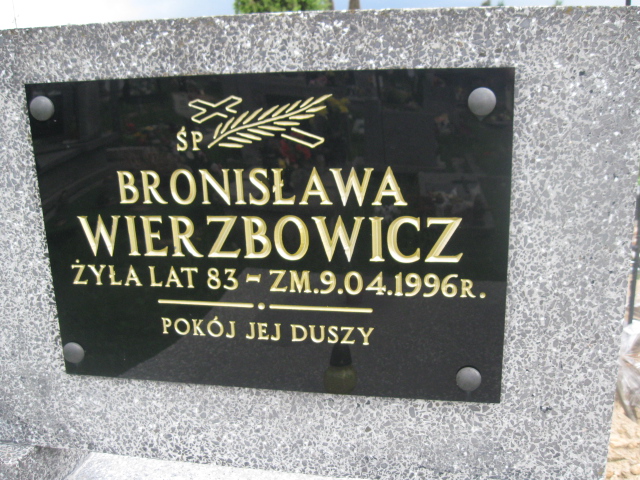 ŚP
BRONISŁAWA
WIERZBOWICZ
ŻYŁA LAT 83 - ZM.9.04.1996R.
POKÓJ JEJ DUSZY